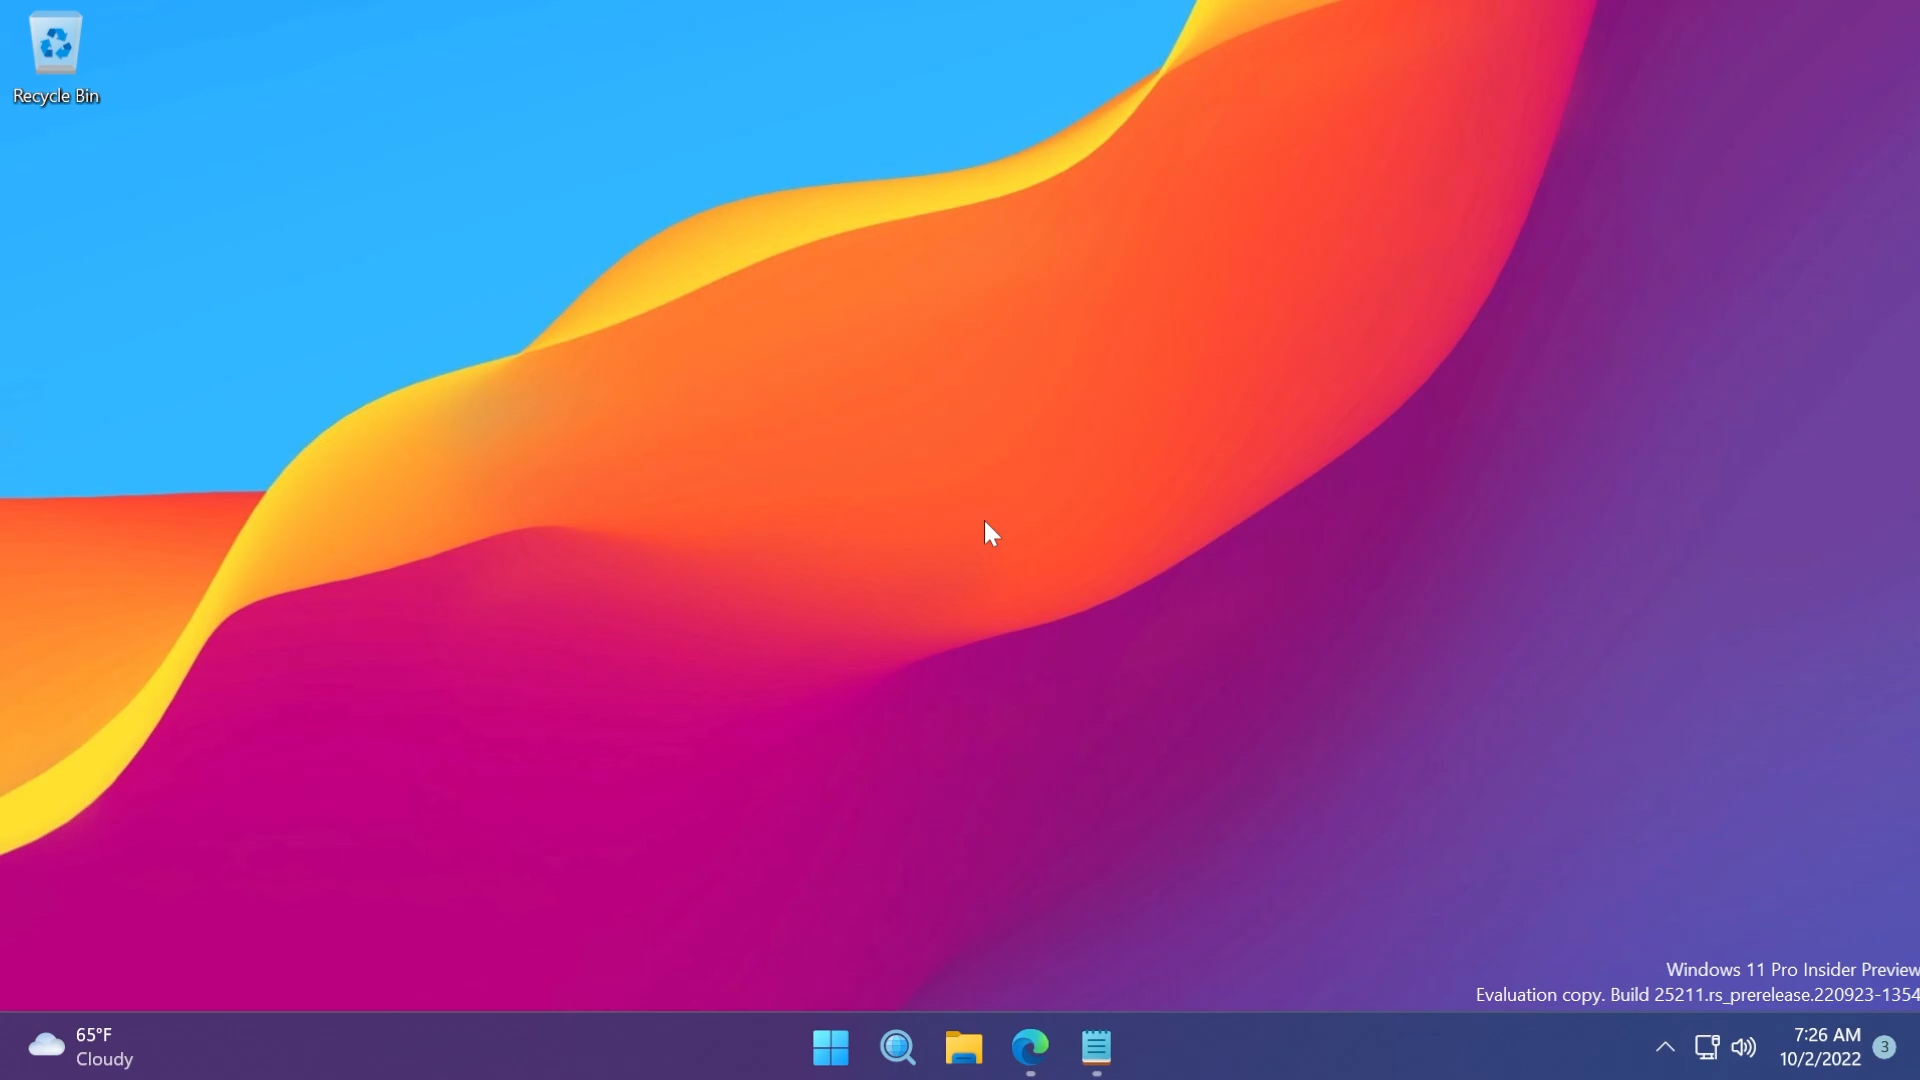 Recycle Bin
Windows 11 Pro Insider Preview
Evaluation copy. Build 25211.rs_prerelease.220923-1354
65°F
Cloudy
7:26 AM
10/2/2022
3